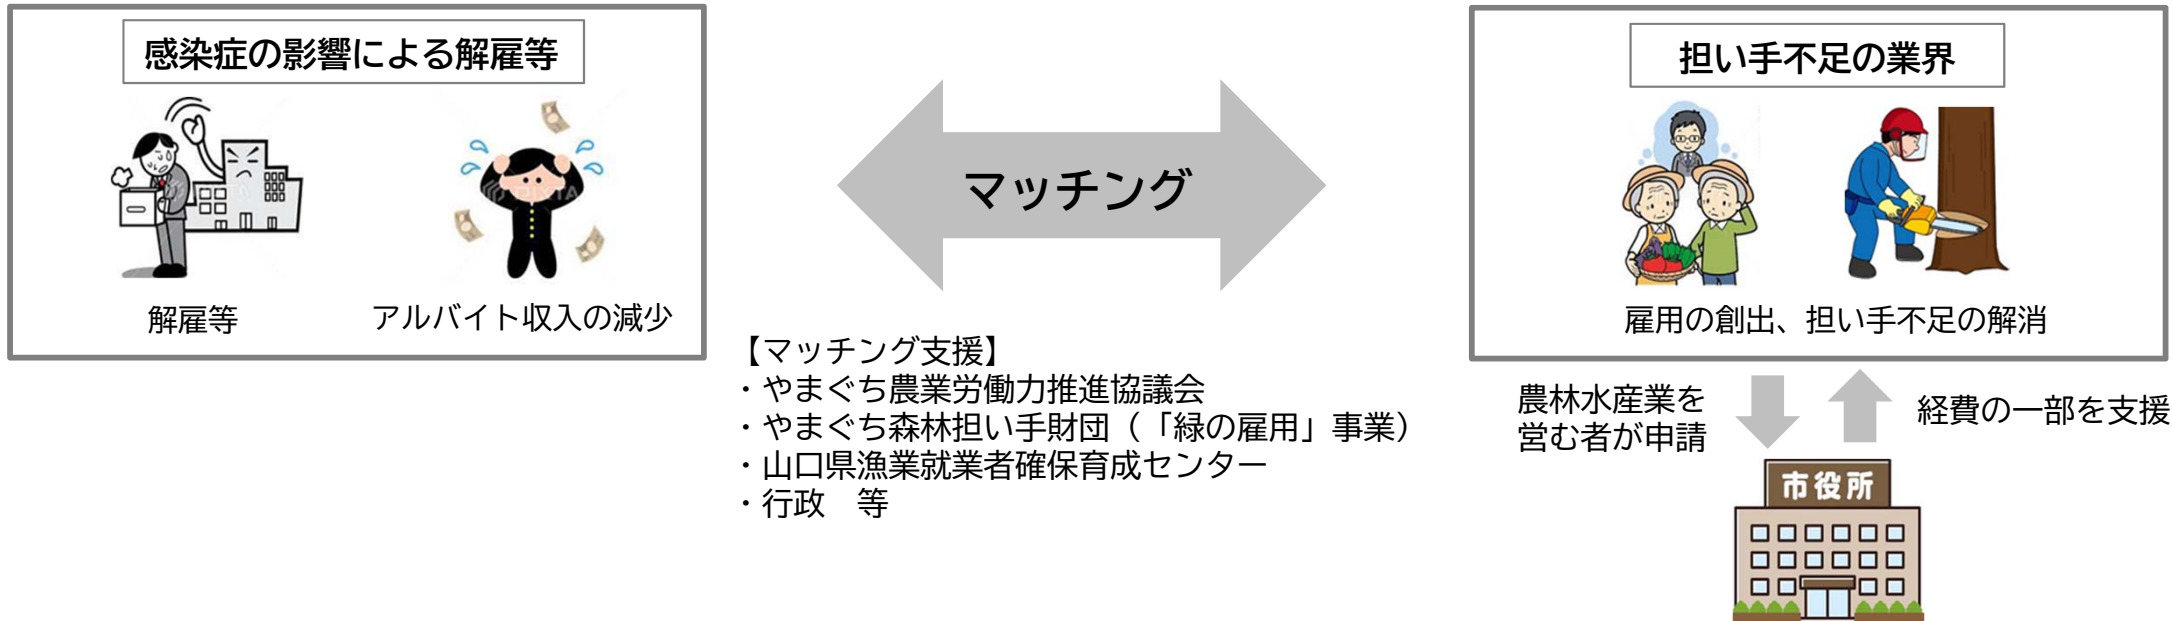 感染症の影響による解雇等
解雇等
アルバイト収入の減少
マッチング
【マッチング支援】
・やまぐち農業労働力推進協議会
・やまぐち森林担い手財団（「緑の雇用」事業）
・山口県漁業就業者確保育成センター
・行政　等
担い手不足の業界
雇用の創出、担い手不足の解消
農林水産業を
営む者が申請
経費の一部を支援
市役所